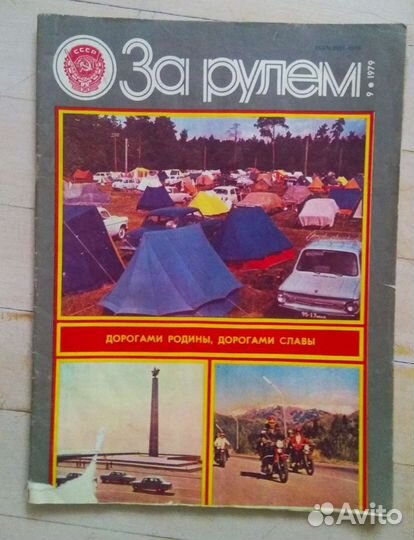 СССР
За рулем
9 • 1979
ДОРОГАМИ РОДИНЫ, ДОРОГАМИ СЛАВЫ
Avito